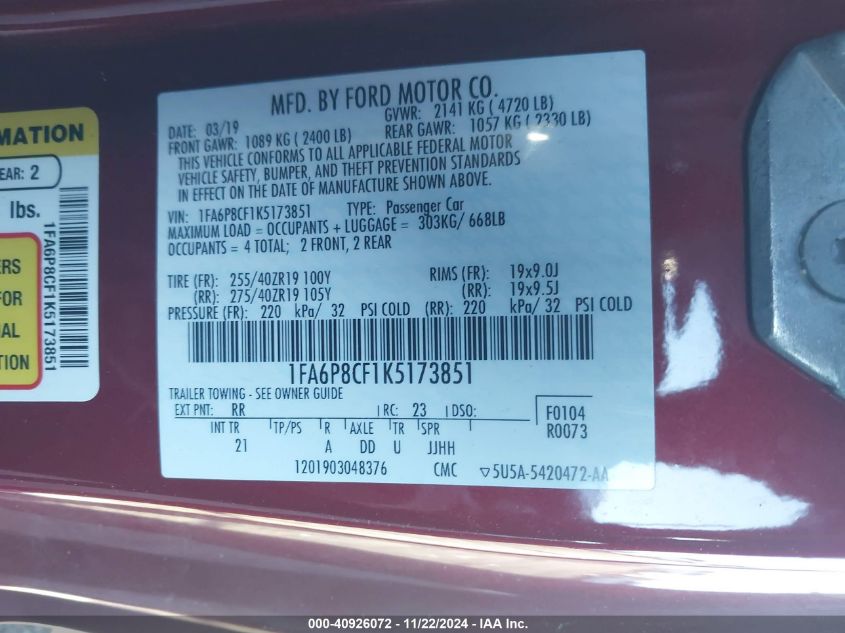 MATION
EAR: 2
lbs.
ERS
FOR
AL
TION
1FA6P8CF1K5173851
MFD. BY FORD MOTOR CO.
DATE: 03/19 GVWR: 2141 KG ( 4720 LB)
FRONT GAWR: 1089 KG ( 2400 LB) REAR GAWR: 1057 KG ( 2330 LB)
THIS VEHICLE CONFORMS TO ALL APPLICABLE FEDERAL MOTOR
VEHICLE SAFETY, BUMPER, AND THEFT PREVENTION STANDARDS
IN EFFECT ON THE DATE OF MANUFACTURE SHOWN ABOVE.
VIN: 1FA6P8CF1K5173851 TYPE: Passenger Car
MAXIMUM LOAD = OCCUPANTS + LUGGAGE = 303KG/ 668LB
OCCUPANTS = 4 TOTAL; 2 FRONT, 2 REAR
TIRE (FR): 255/40ZR19 100Y RIMS (FR): 19x9.0J
(RR): 275/40ZR19 105Y (RR): 19x9.5J
PRESSURE (FR): 220 kPa/ 32 PSI COLD (RR): 220 kPa/ 32 PSI COLD
1FA6P8CF1K5173851
TRAILER TOWING - SEE OWNER GUIDE
EXT PNT: RR RC: 23 DSO: F0104
INT TR TP/PS R AXLE TR SPR R0073
21 A DD U JJHH
1201903048376 CMC ▽5U5A-5420472-AA
000-40926072 - 11/22/2024 - IAA Inc.